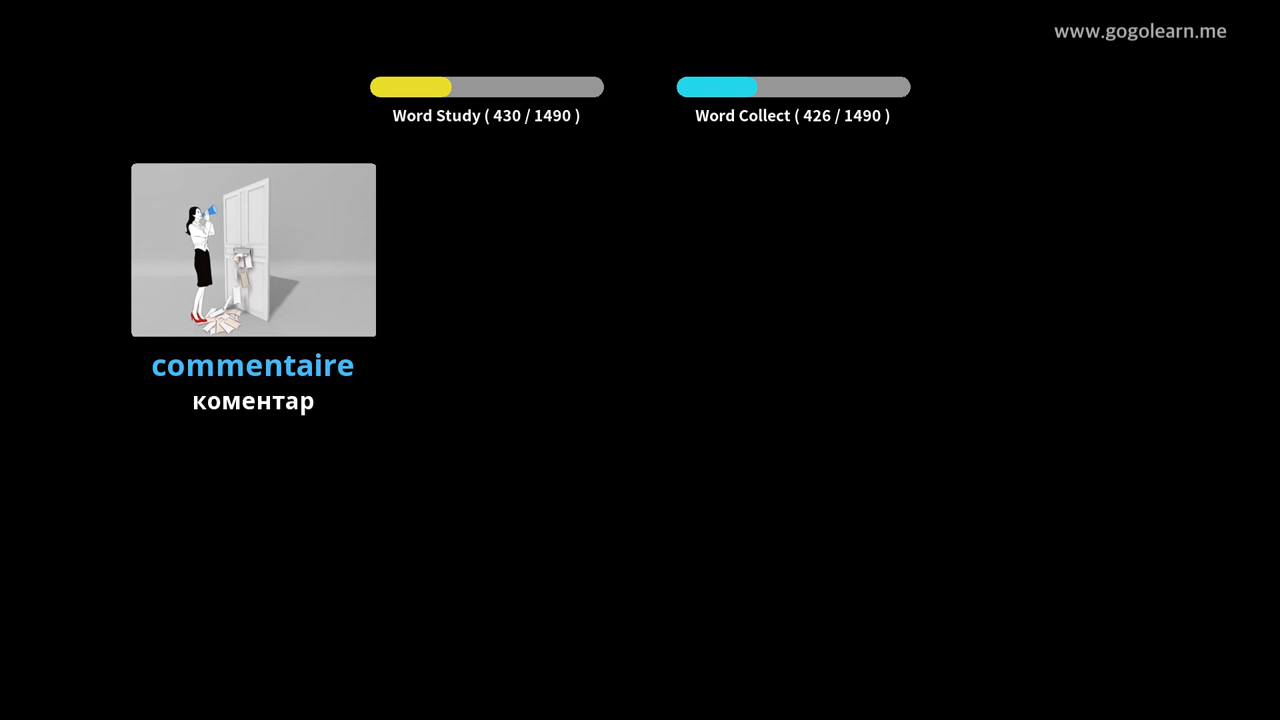 www.gogolearn.me
Word Study ( 430 / 1490 )
Word Collect ( 426 / 1490 )
commentaire
коментар